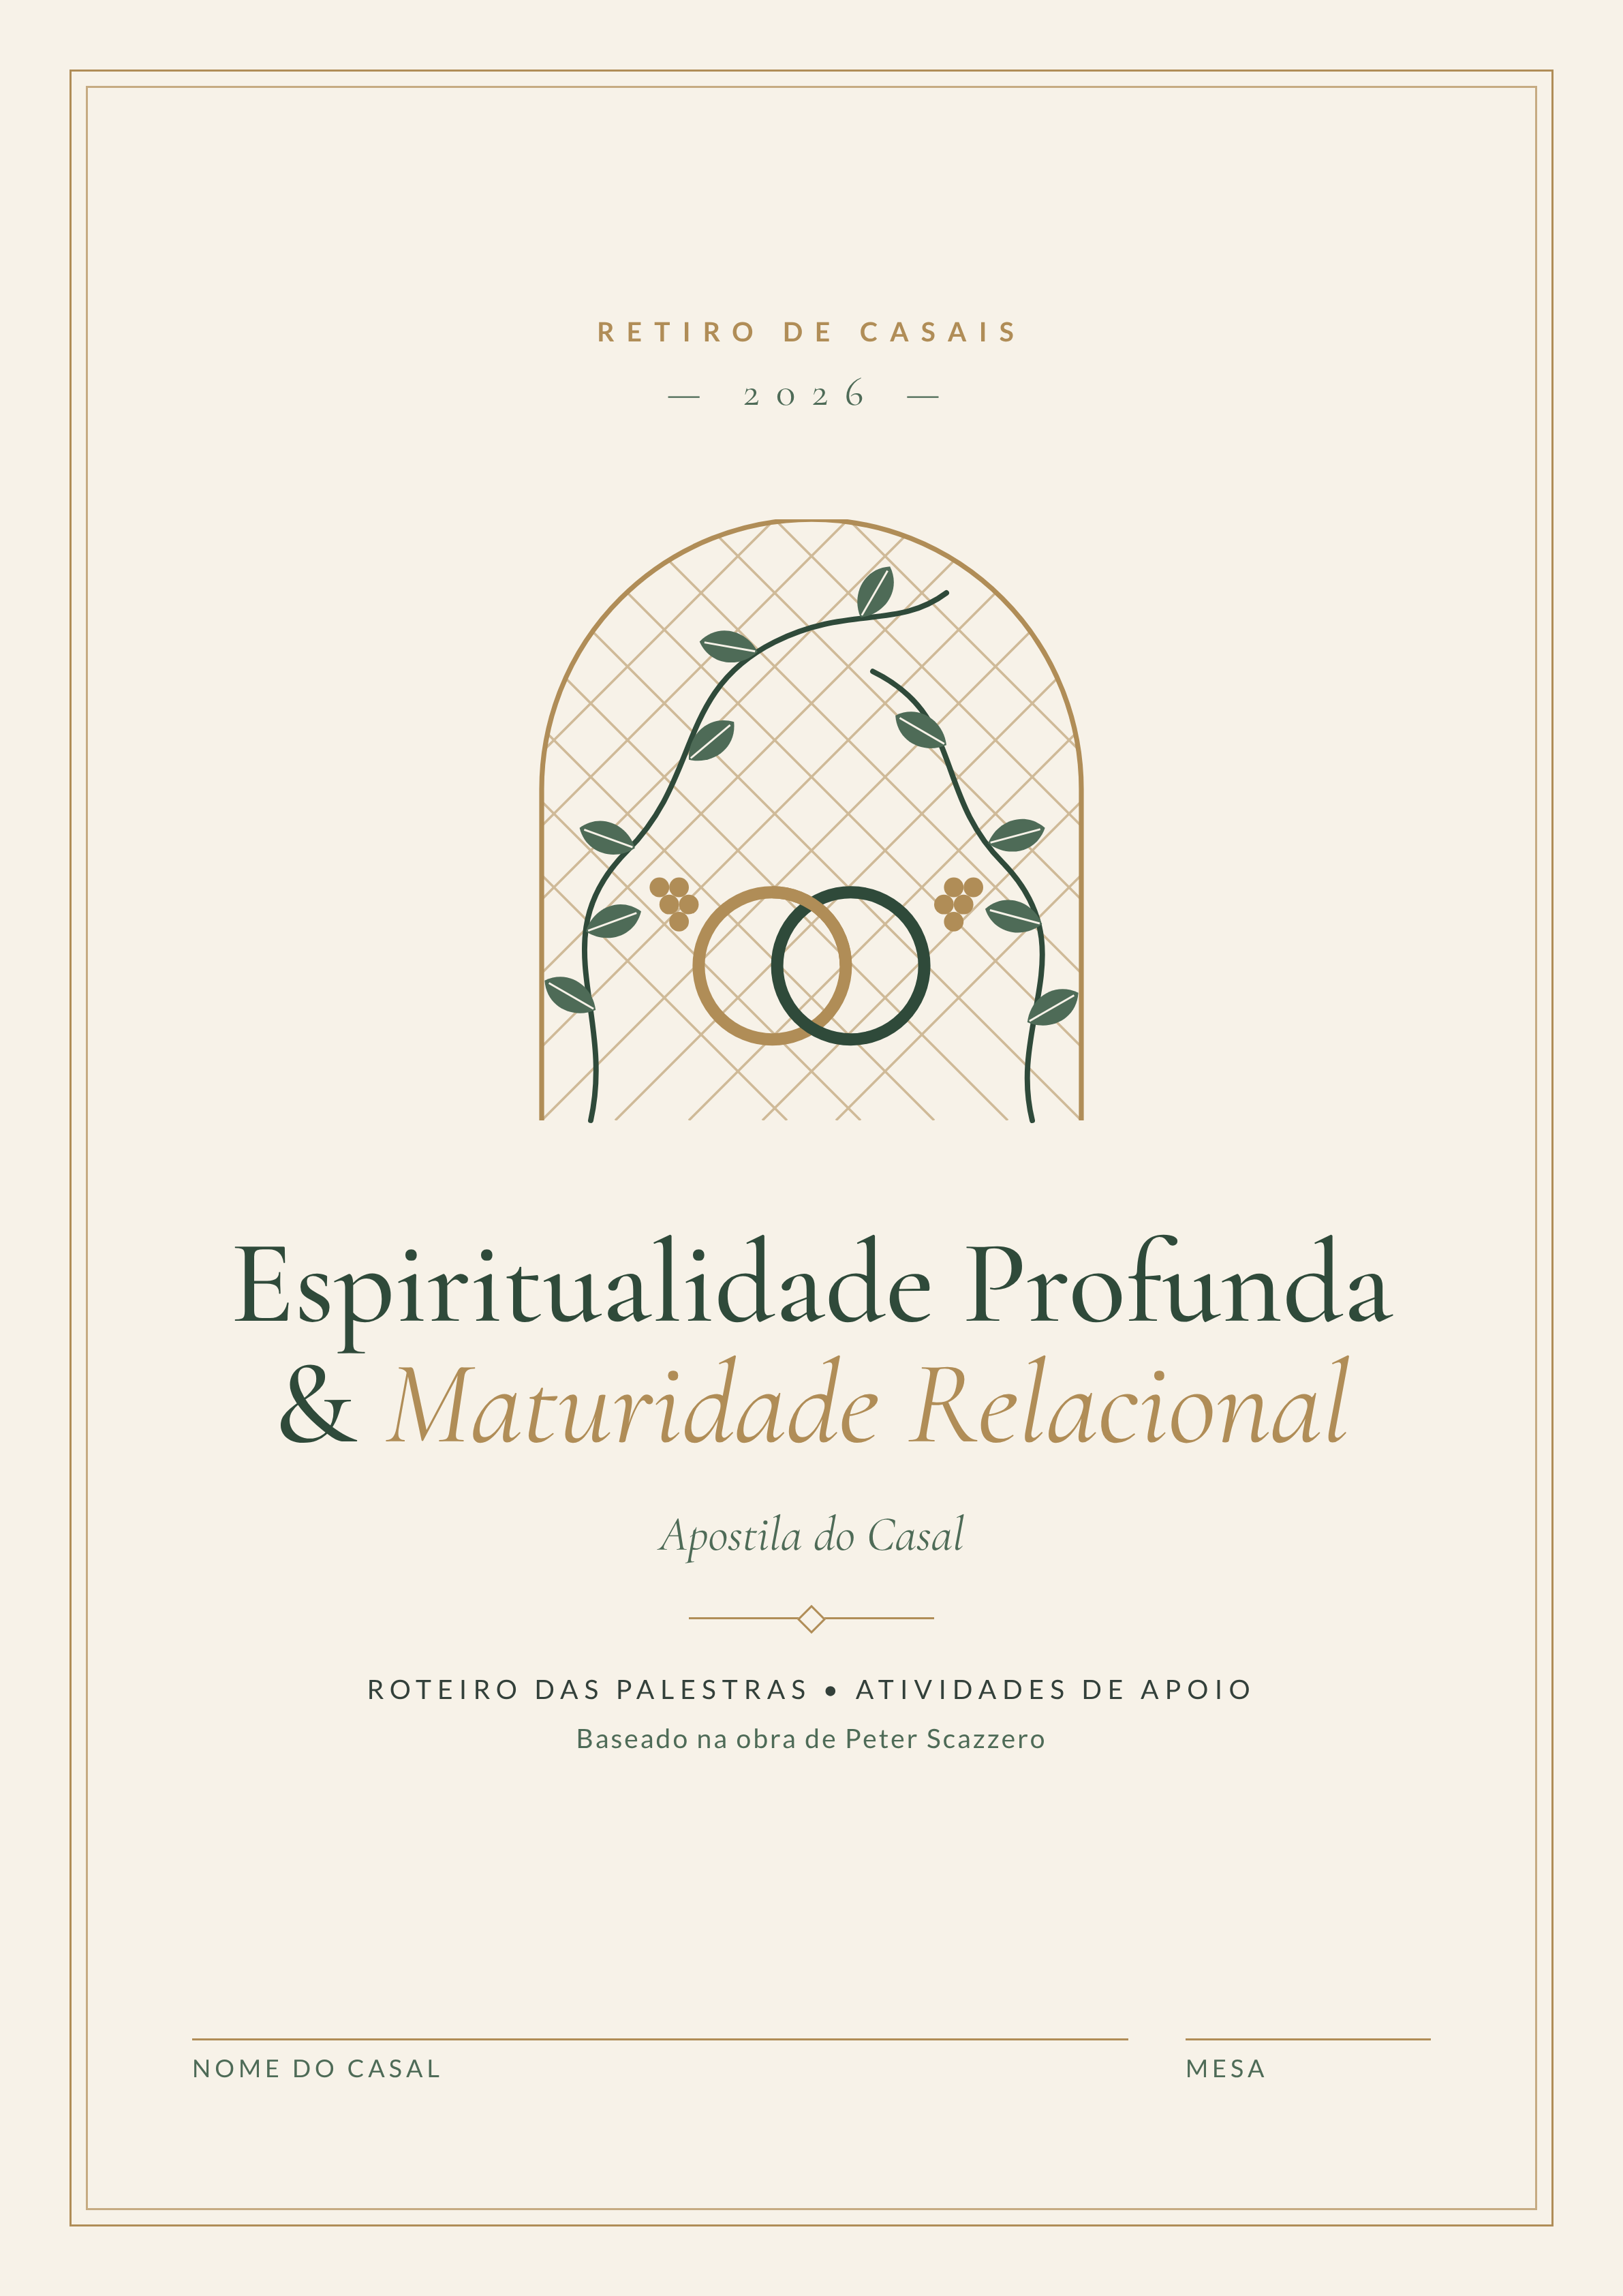 RETIRO DE CASAIS
— 2026 —
Espiritualidade Profunda
& Maturidade Relacional
Apostila do Casal
ROTEIRO DAS PALESTRAS • ATIVIDADES DE APOIO
Baseado na obra de Peter Scazzero
NOME DO CASAL MESA